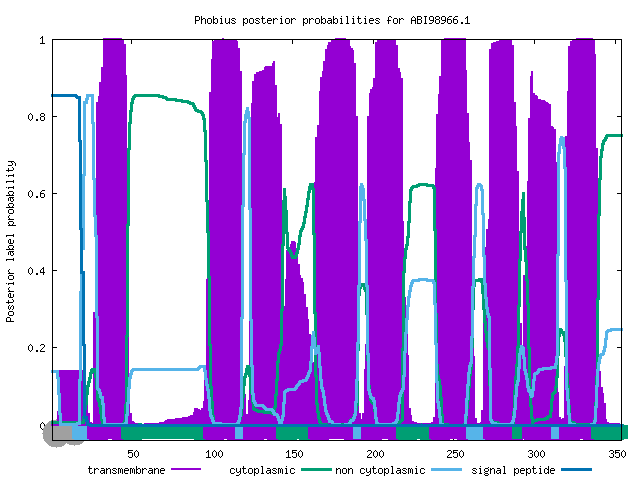 Phobius posterior probabilities for ABI98966.1
1
0.8
0.6
0.4
0.2
0
Posterior label probability
50 100 150 200 250 300 350
transmembrane cytoplasmic non cytoplasmic signal peptide